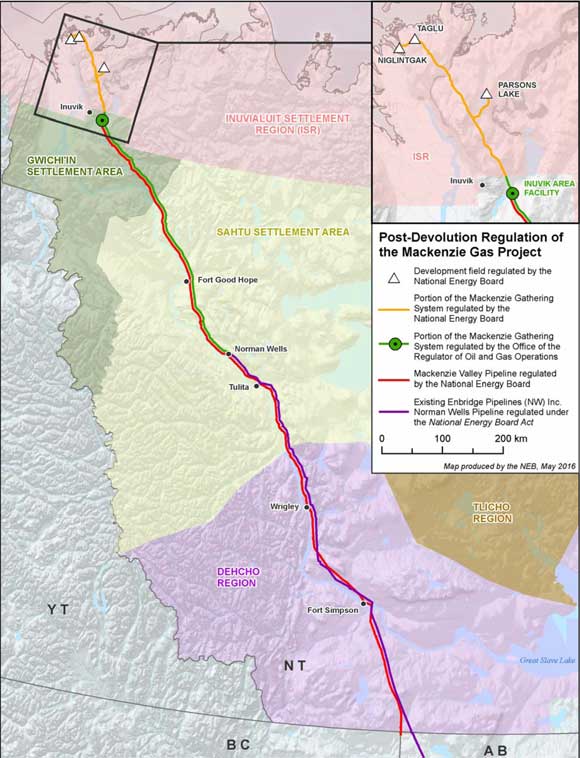 TAGLU
NIGLINTGAK
PARSONS
LAKE
ISR
Inuvik
INUVIK AREA
FACILITY
Inuvik
INUVIALUIT SETTLEMENT
REGION (ISR)
GWICHI'IN
SETTLEMENT AREA
SAHTU SETTLEMENT AREA
Fort Good Hope
Norman Wells
Tulita
Wrigley
DEHCHO
REGION
TLICHO
REGION
Fort Simpson
YT
NT
Great Slave Lake
BC
AB
Post-Devolution Regulation of
the Mackenzie Gas Project
Development field regulated by the
National Energy Board
Portion of the Mackenzie Gathering
System regulated by the
National Energy Board
Portion of the Mackenzie Gathering
System regulated by the Office of the
Regulator of Oil and Gas Operations
Mackenzie Valley Pipeline regulated
by the National Energy Board
Existing Enbridge Pipelines (NW) Inc.
Norman Wells Pipeline regulated under
the National Energy Board Act
0 100 200 km
Map produced by the NEB, May 2016